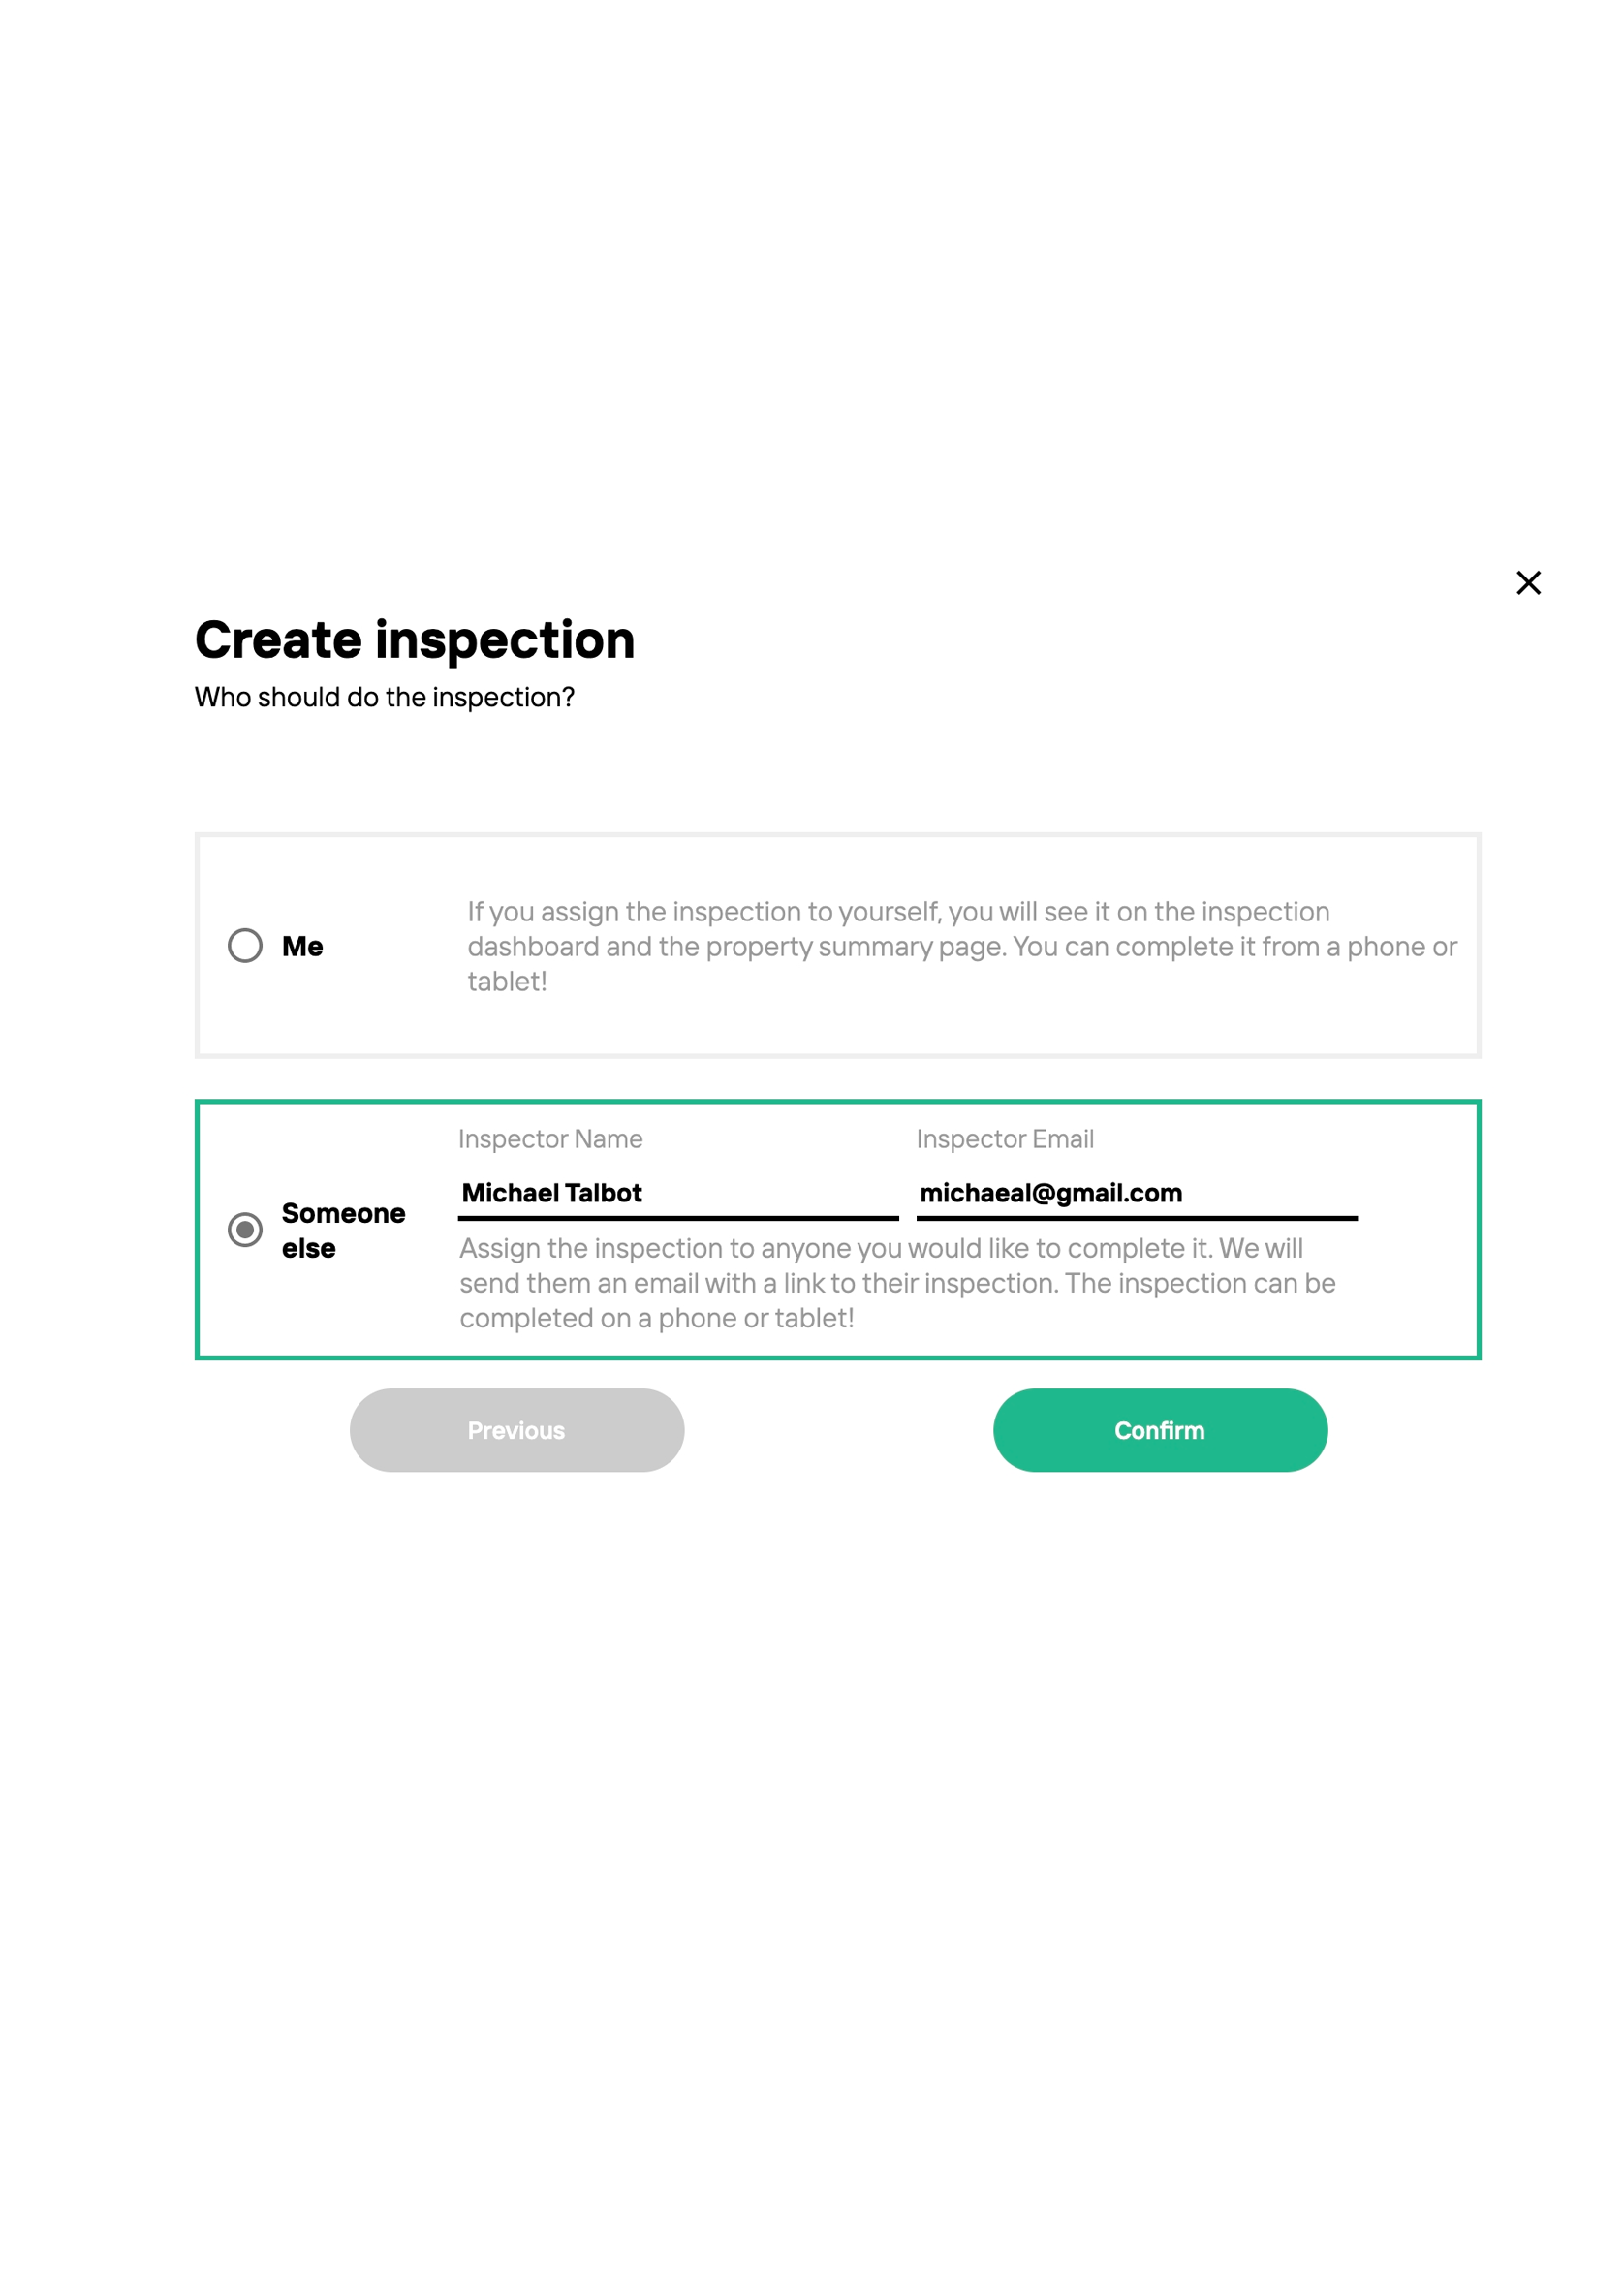 Create inspection
Who should do the inspection?
Me
If you assign the inspection to yourself, you will see it on the inspection
dashboard and the property summary page. You can complete it from a phone or
tablet!
Someone
else
Inspector Name
Michael Talbot
Inspector Email
michaeal@gmail.com
Assign the inspection to anyone you would like to complete it. We will
send them an email with a link to their inspection. The inspection can be
completed on a phone or tablet!
Previous
Confirm